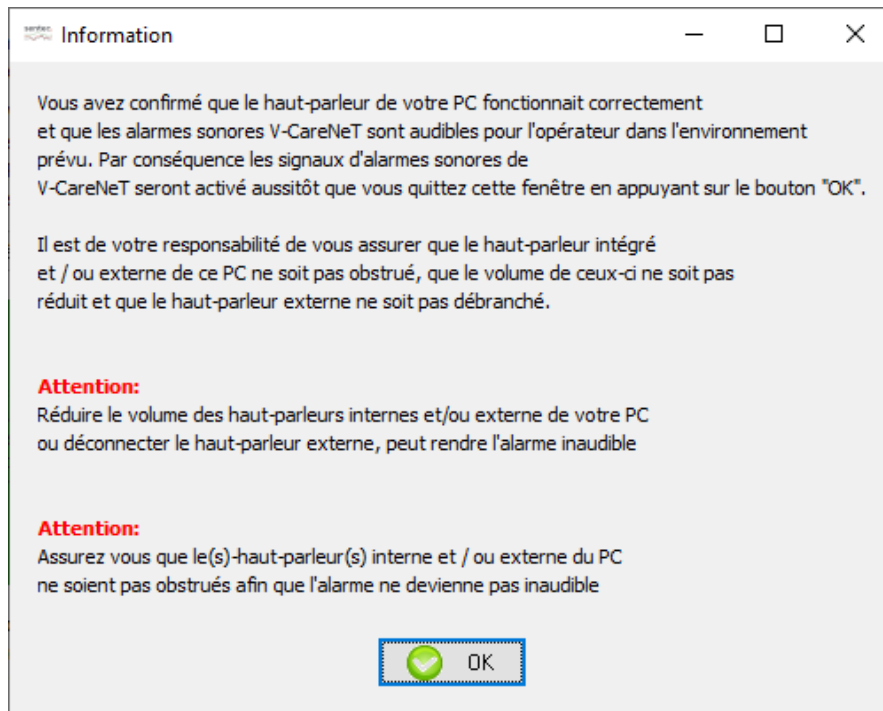 sentec
Information
Vous avez confirmé que le haut-parleur de votre PC fonctionnait correctement
et que les alarmes sonores V-CareNeT sont audibles pour l'opérateur dans l'environnement
prévu. Par conséquence les signaux d'alarmes sonores de
V-CareNeT seront activé aussitôt que vous quittez cette fenêtre en appuyant sur le bouton "OK".
Il est de votre responsabilité de vous assurer que le haut-parleur intégré
et / ou externe de ce PC ne soit pas obstrué, que le volume de ceux-ci ne soit pas
réduit et que le haut-parleur externe ne soit pas débranché.
Attention:
Réduire le volume des haut-parleurs internes et/ou externe de votre PC
ou déconnecter le haut-parleur externe, peut rendre l'alarme inaudible
Attention:
Assurez vous que le(s)-haut-parleur(s) interne et / ou externe du PC
ne soient pas obstrués afin que l'alarme ne devienne pas inaudible
OK